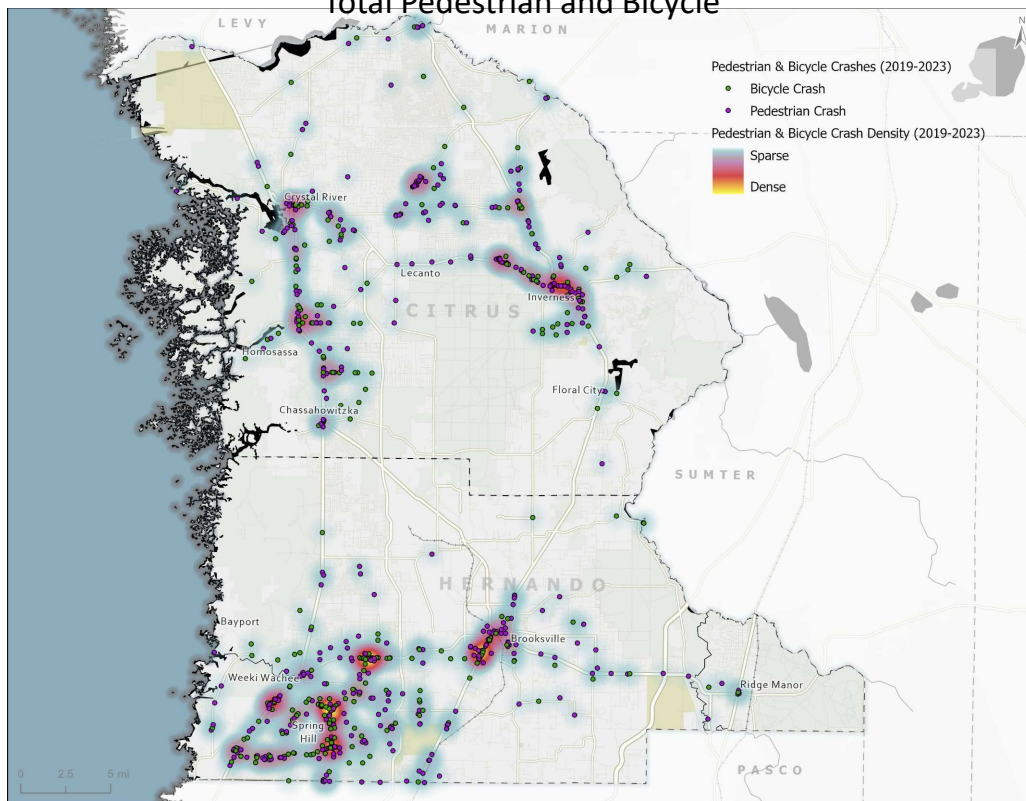 Total Pedestrian and Bicycle
LEVY
MARION
N
Pedestrian & Bicycle Crashes (2019-2023)
Bicycle Crash
Pedestrian Crash
Pedestrian & Bicycle Crash Density (2019-2023)
Sparse
Dense
Crystal River
Lecanto
Inverness
CITRUS
Homosassa
Floral City
Chassahowitzka
SUMTER
HERNANDO
Bayport
Brooksville
Weeki Wachee
Ridge Manor
Spring
Hill
PASCO
0 2.5 5 mi